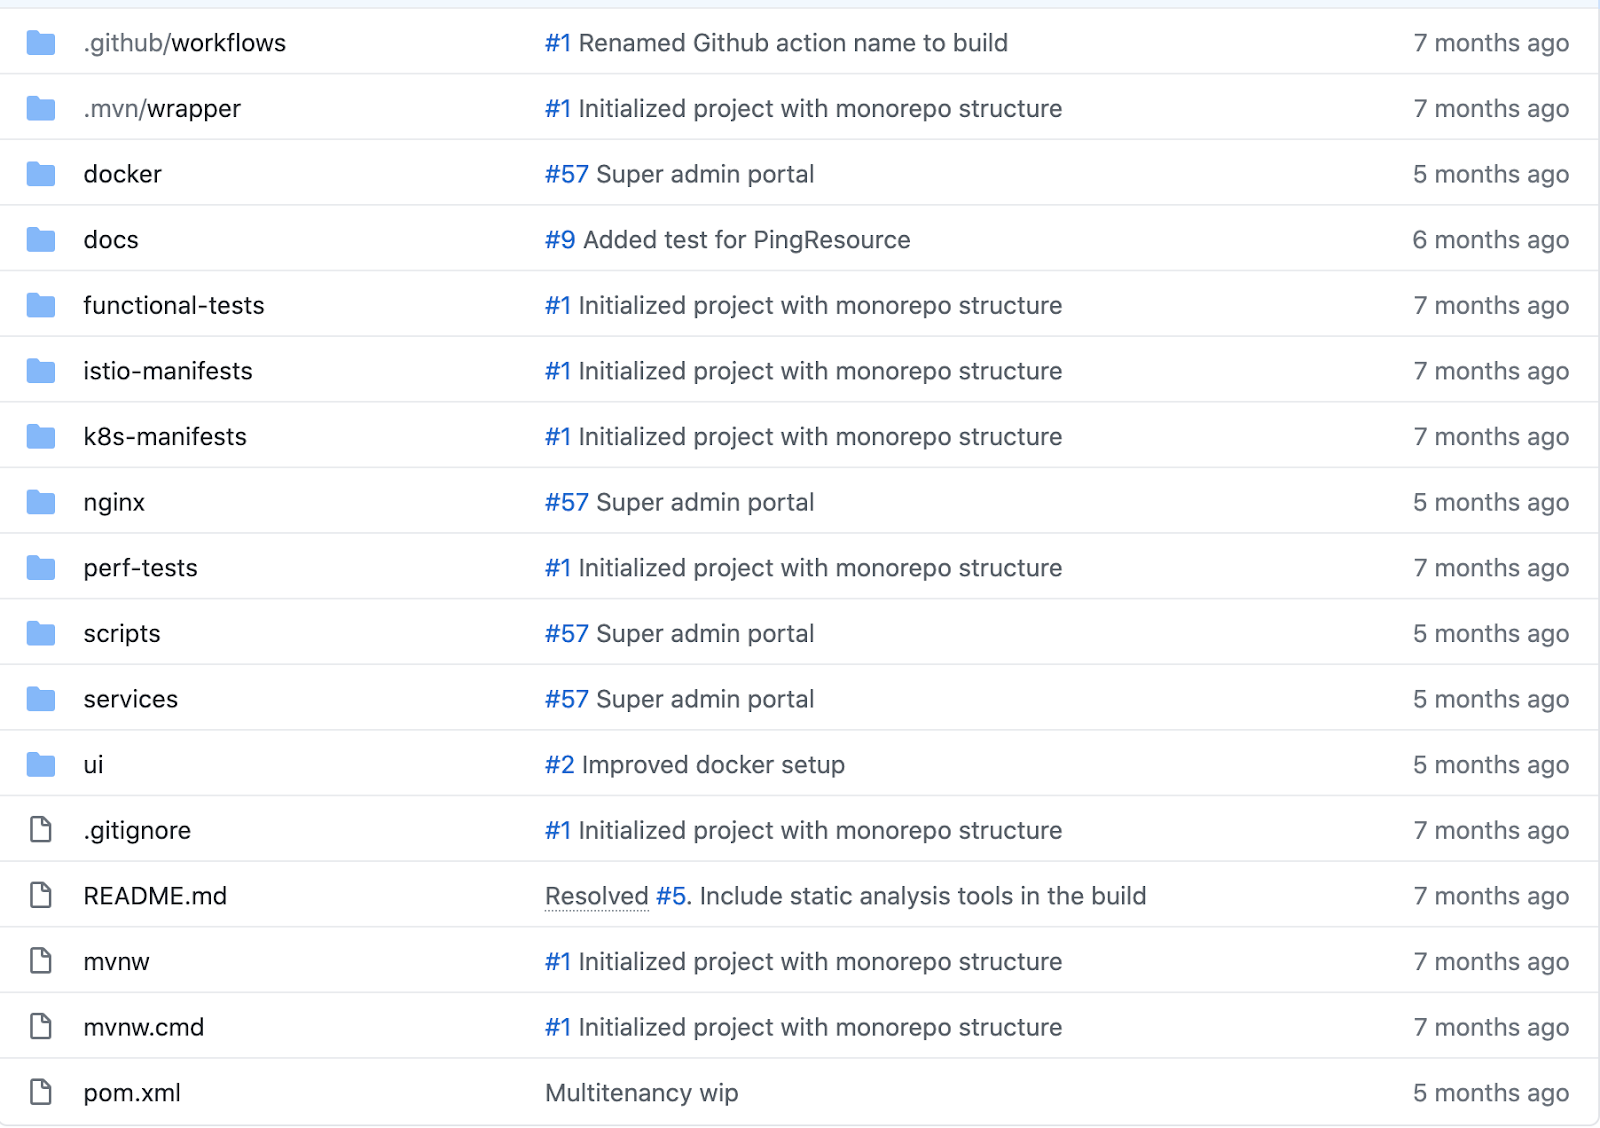 .github/workflows #1 Renamed Github action name to build 7 months ago
.mvn/wrapper #1 Initialized project with monorepo structure 7 months ago
docker #57 Super admin portal 5 months ago
docs #9 Added test for PingResource 6 months ago
functional-tests #1 Initialized project with monorepo structure 7 months ago
istio-manifests #1 Initialized project with monorepo structure 7 months ago
k8s-manifests #1 Initialized project with monorepo structure 7 months ago
nginx #57 Super admin portal 5 months ago
perf-tests #1 Initialized project with monorepo structure 7 months ago
scripts #57 Super admin portal 5 months ago
services #57 Super admin portal 5 months ago
ui #2 Improved docker setup 5 months ago
.gitignore #1 Initialized project with monorepo structure 7 months ago
README.md Resolved #5. Include static analysis tools in the build 7 months ago
mvnw #1 Initialized project with monorepo structure 7 months ago
mvnw.cmd #1 Initialized project with monorepo structure 7 months ago
pom.xml Multitenancy wip 5 months ago